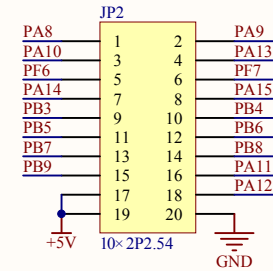 JP2
PA8 1 2 PA9
PA10 3 4 PA13
PF6 5 6 PF7
PA14 7 8 PA15
PB3 9 10 PB4
PB5 11 12 PB6
PB7 13 14 PB8
PB9 15 16 PA11
17 18 PA12
19 20
+5V 10×2P2.54 GND